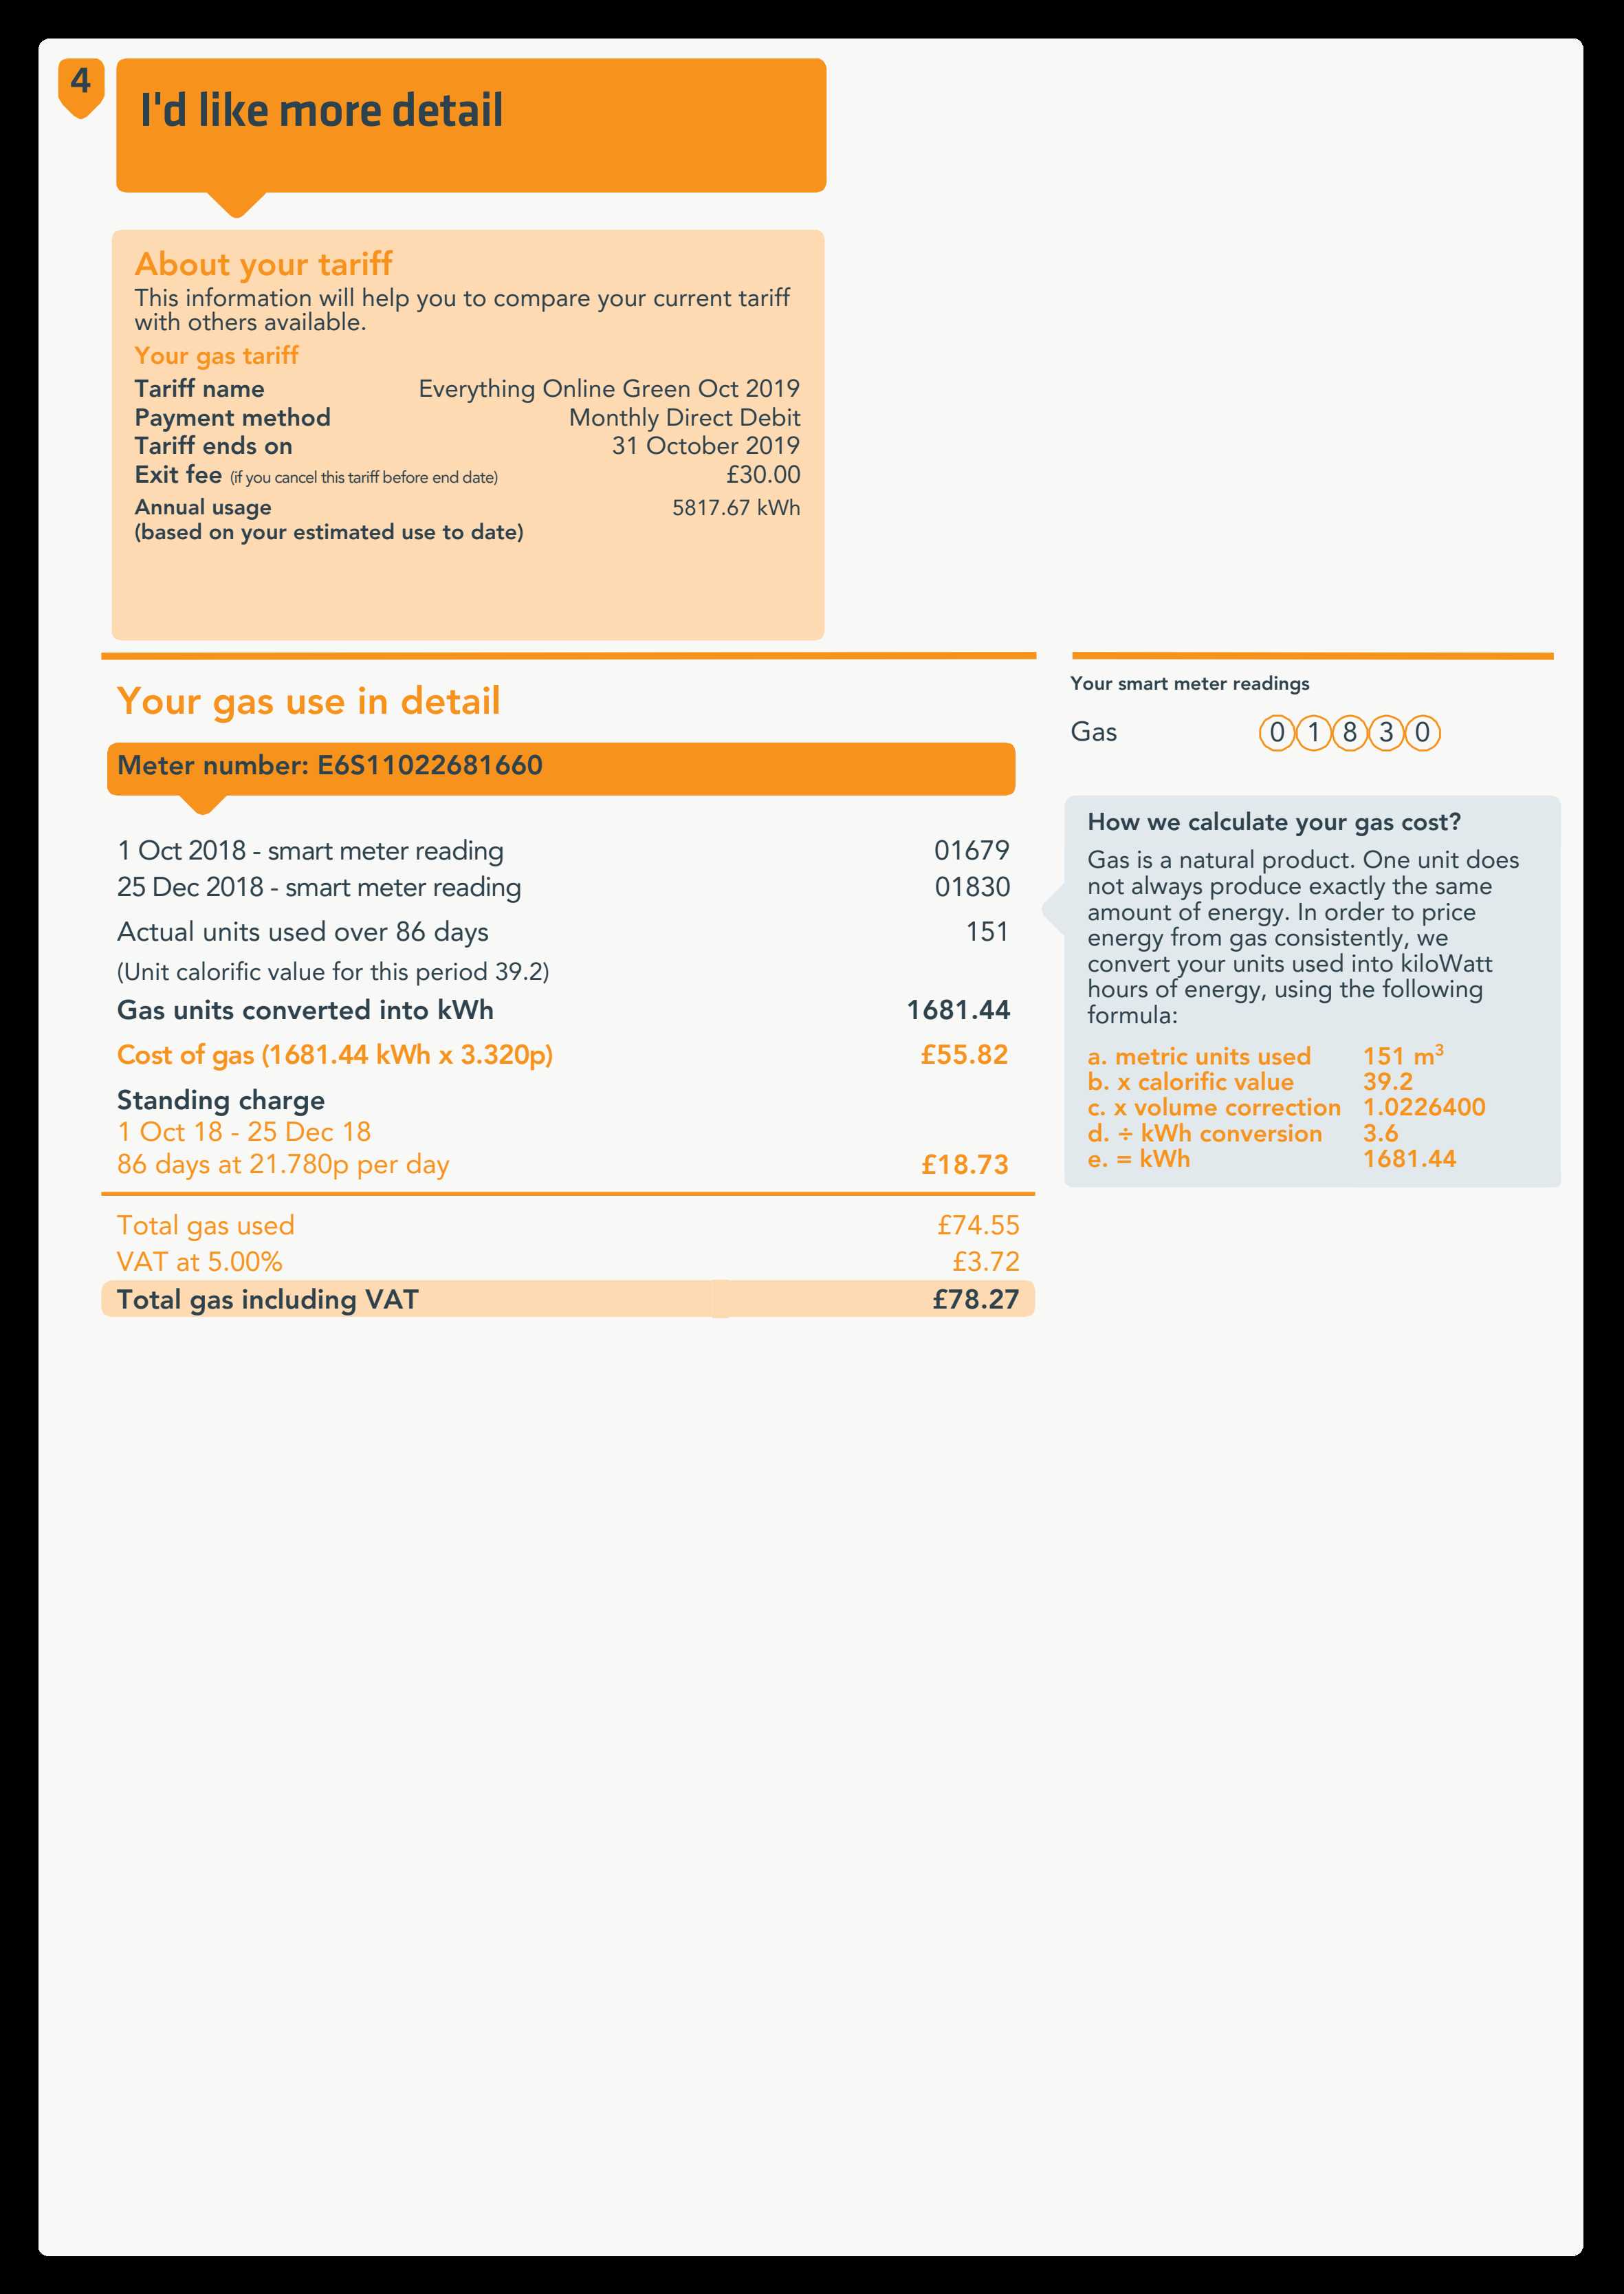 4
I'd like more detail
About your tariff
This information will help you to compare your current tariff
with others available.
Your gas tariff
Tariff name Everything Online Green Oct 2019
Payment method Monthly Direct Debit
Tariff ends on 31 October 2019
Exit fee (if you cancel this tariff before end date) £30.00
Annual usage 5817.67 kWh
(based on your estimated use to date)
Your gas use in detail
Meter number: E6S11022681660
1 Oct 2018 - smart meter reading 01679
25 Dec 2018 - smart meter reading 01830
Actual units used over 86 days 151
(Unit calorific value for this period 39.2)
Gas units converted into kWh 1681.44
Cost of gas (1681.44 kWh x 3.320p) £55.82
Standing charge
1 Oct 18 - 25 Dec 18
86 days at 21.780p per day £18.73
Total gas used £74.55
VAT at 5.00% £3.72
Total gas including VAT £78.27
Your smart meter readings
Gas 0 1 8 3 0
How we calculate your gas cost?
Gas is a natural product. One unit does
not always produce exactly the same
amount of energy. In order to price
energy from gas consistently, we
convert your units used into kiloWatt
hours of energy, using the following
formula:
a. metric units used 151 m³
b. x calorific value 39.2
c. x volume correction 1.0226400
d. ÷ kWh conversion 3.6
e. = kWh 1681.44